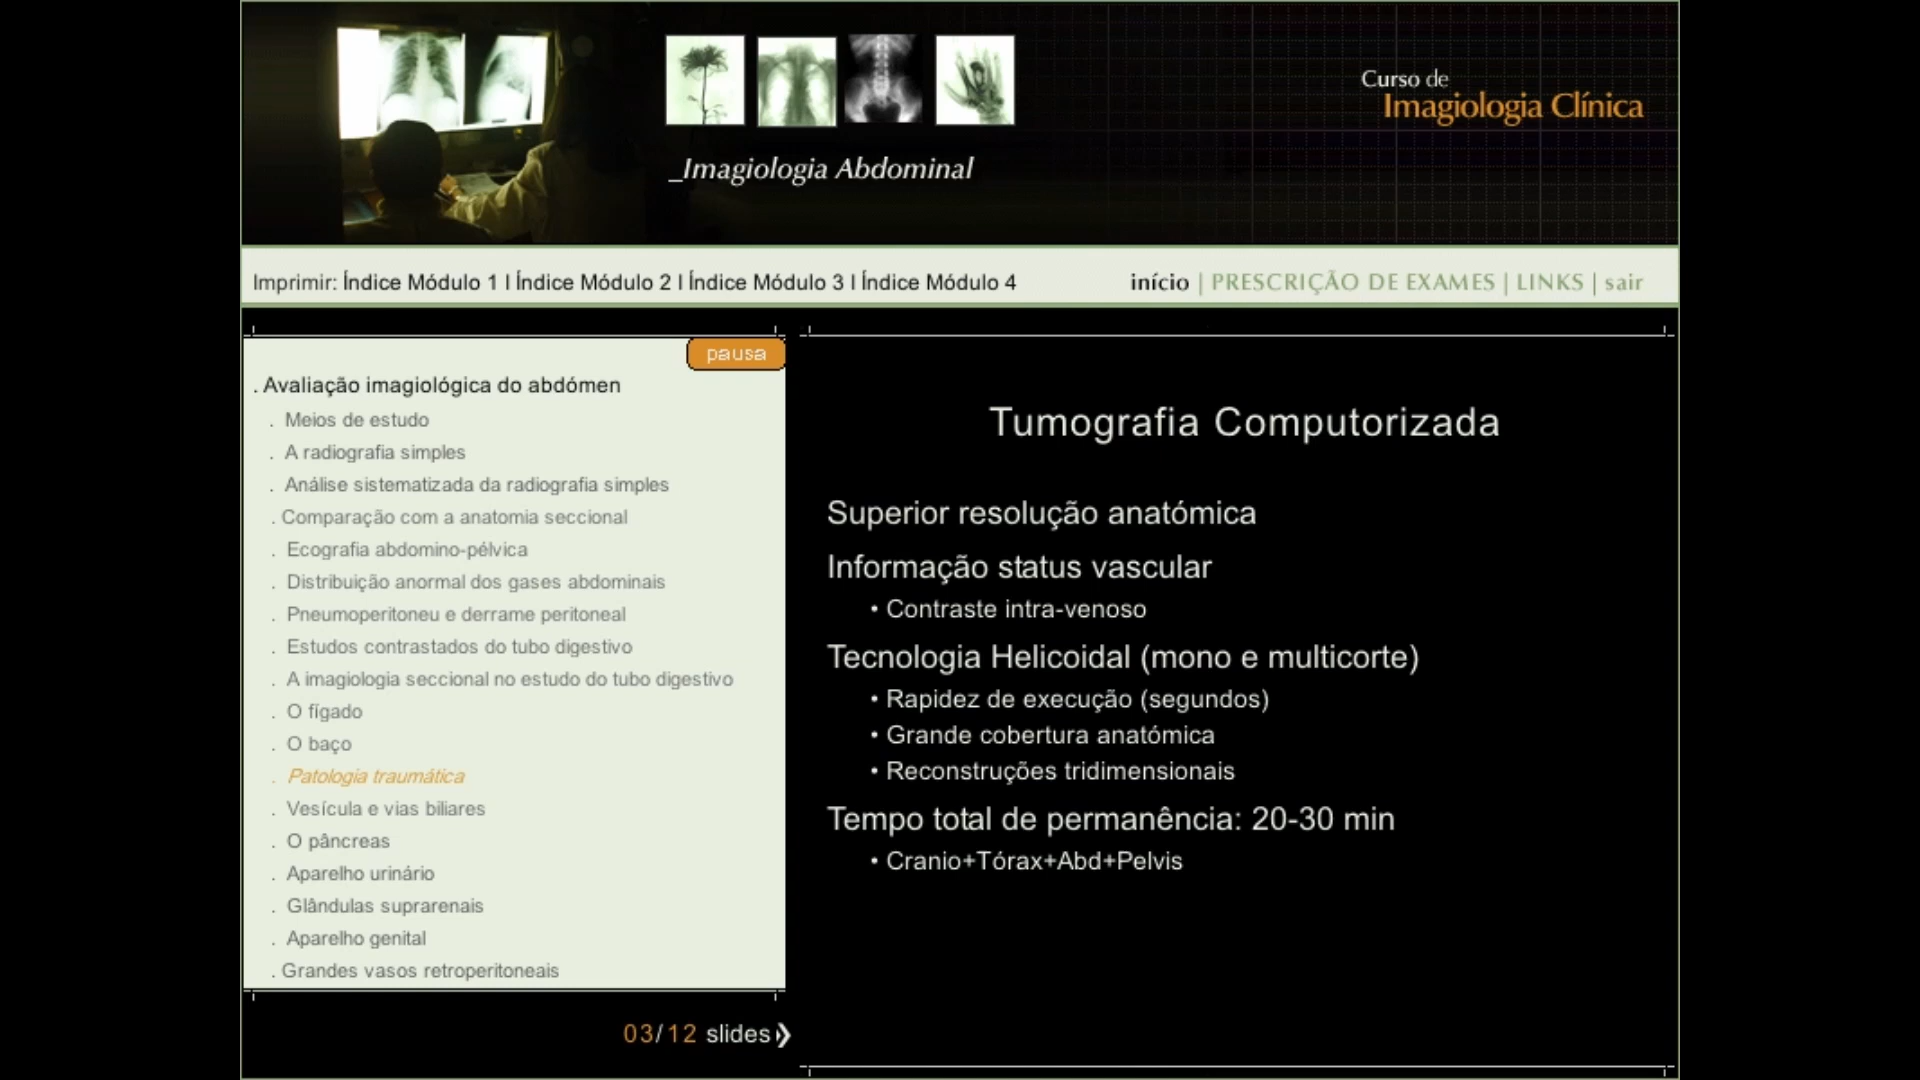 Curso de
Imagiologia Clínica
_Imagiologia Abdominal
Imprimir: Índice Módulo 1 I Índice Módulo 2 I Índice Módulo 3 I Índice Módulo 4
início | PRESCRIÇÃO DE EXAMES | LINKS | sair
pausa
. Avaliação imagiológica do abdómen
. Meios de estudo
. A radiografia simples
. Análise sistematizada da radiografia simples
. Comparação com a anatomia seccional
. Ecografia abdomino-pélvica
. Distribuição anormal dos gases abdominais
. Pneumoperitoneu e derrame peritoneal
. Estudos contrastados do tubo digestivo
. A imagiologia seccional no estudo do tubo digestivo
. O fígado
. O baço
. Patologia traumática
. Vesícula e vias biliares
. O pâncreas
. Aparelho urinário
. Glândulas suprarenais
. Aparelho genital
. Grandes vasos retroperitoneais
03/12 slides
Tumografia Computorizada
Superior resolução anatómica
Informação status vascular
• Contraste intra-venoso
Tecnologia Helicoidal (mono e multicorte)
• Rapidez de execução (segundos)
• Grande cobertura anatómica
• Reconstruções tridimensionais
Tempo total de permanência: 20-30 min
• Cranio+Tórax+Abd+Pelvis